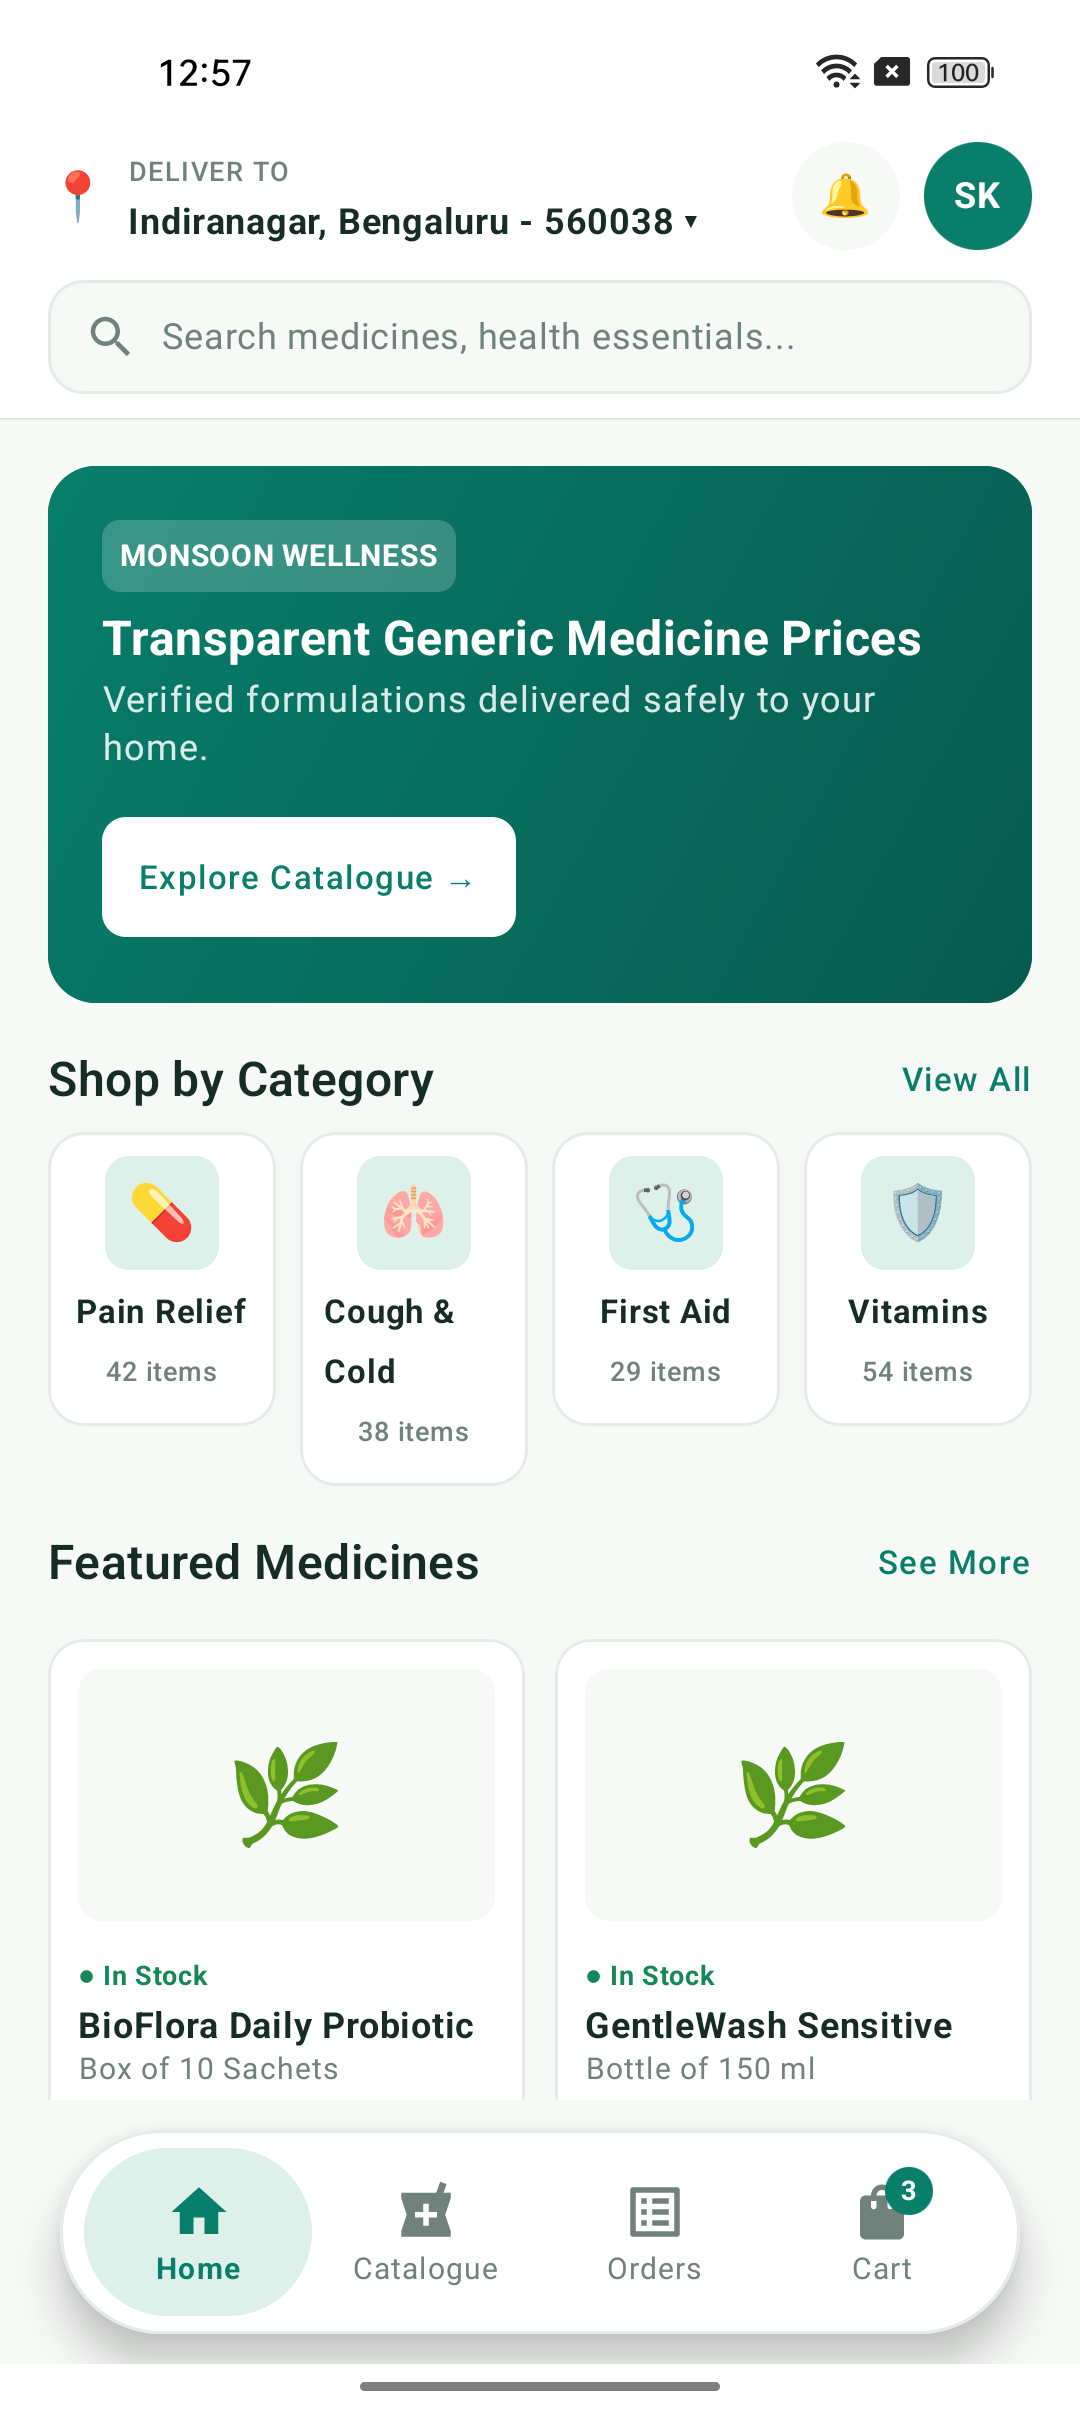 12:57
100
DELIVER TO
Indiranagar, Bengaluru - 560038 ▾
SK
Search medicines, health essentials...
MONSOON WELLNESS
Transparent Generic Medicine Prices
Verified formulations delivered safely to your
home.
Explore Catalogue →
Shop by Category
View All
Pain Relief
42 items
Cough &
Cold
38 items
First Aid
29 items
Vitamins
54 items
Featured Medicines
See More
● In Stock
BioFlora Daily Probiotic
Box of 10 Sachets
● In Stock
GentleWash Sensitive
Bottle of 150 ml
Home
Catalogue
Orders
3
Cart